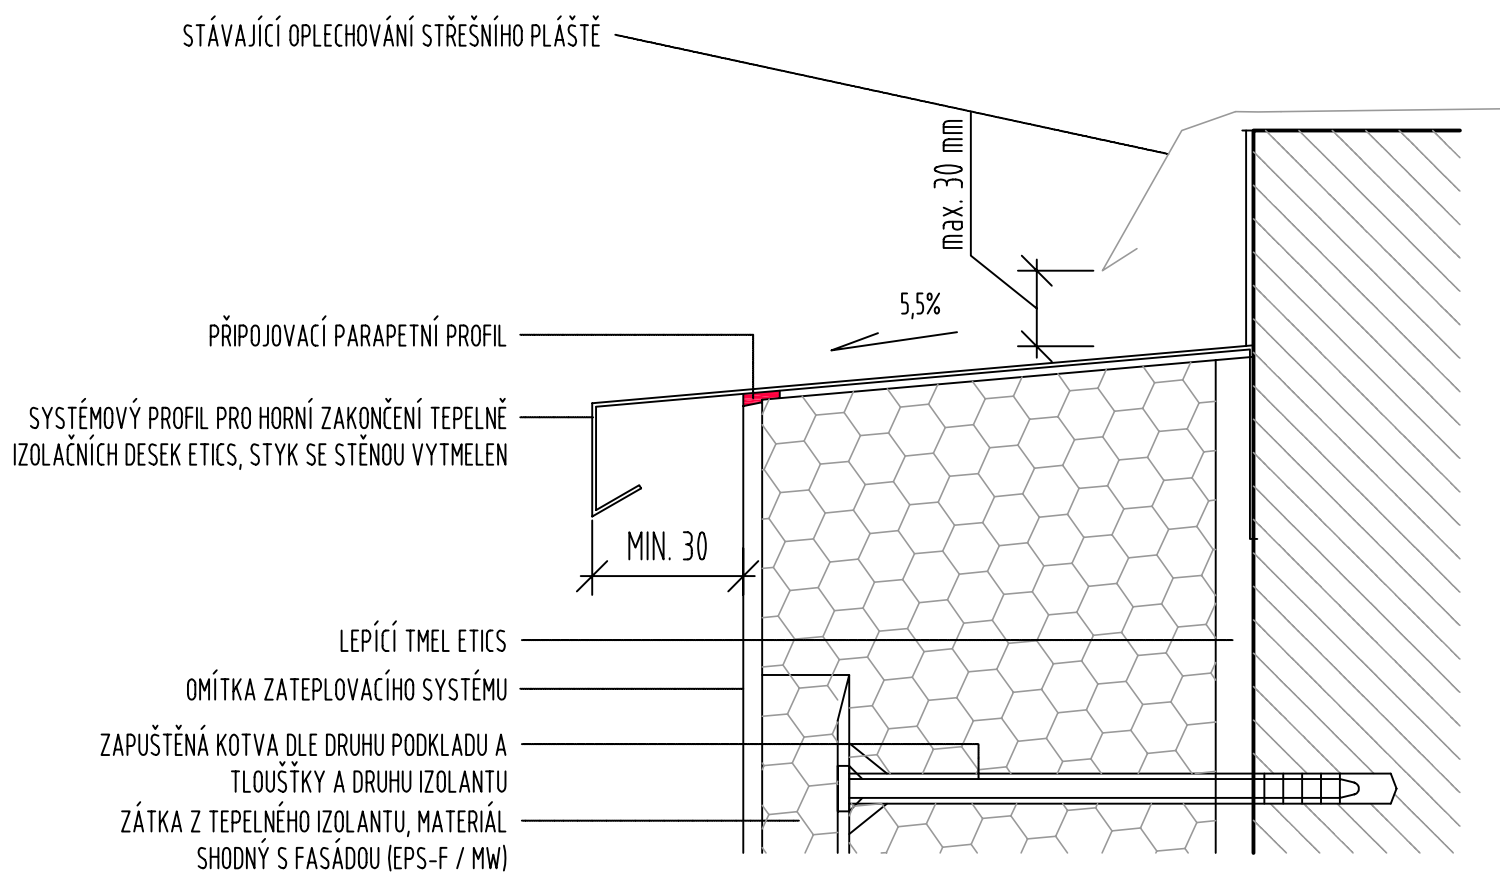 STÁVAJÍCÍ OPLECHOVÁNÍ STŘEŠNÍHO PLÁŠTĚ
max. 30 mm
5,5%
PŘIPOJOVACÍ PARAPETNÍ PROFIL
SYSTÉMOVÝ PROFIL PRO HORNÍ ZAKONČENÍ TEPELNĚ
IZOLAČNÍCH DESEK ETICS, STYK SE STĚNOU VYTMELEN
MIN. 30
LEPÍCÍ TMEL ETICS
OMÍTKA ZATEPLOVACÍHO SYSTÉMU
ZAPUŠTĚNÁ KOTVA DLE DRUHU PODKLADU A
TLOUŠŤKY A DRUHU IZOLANTU
ZÁTKA Z TEPELNÉHO IZOLANTU, MATERIÁL
SHODNÝ S FASÁDOU (EPS-F / MW)